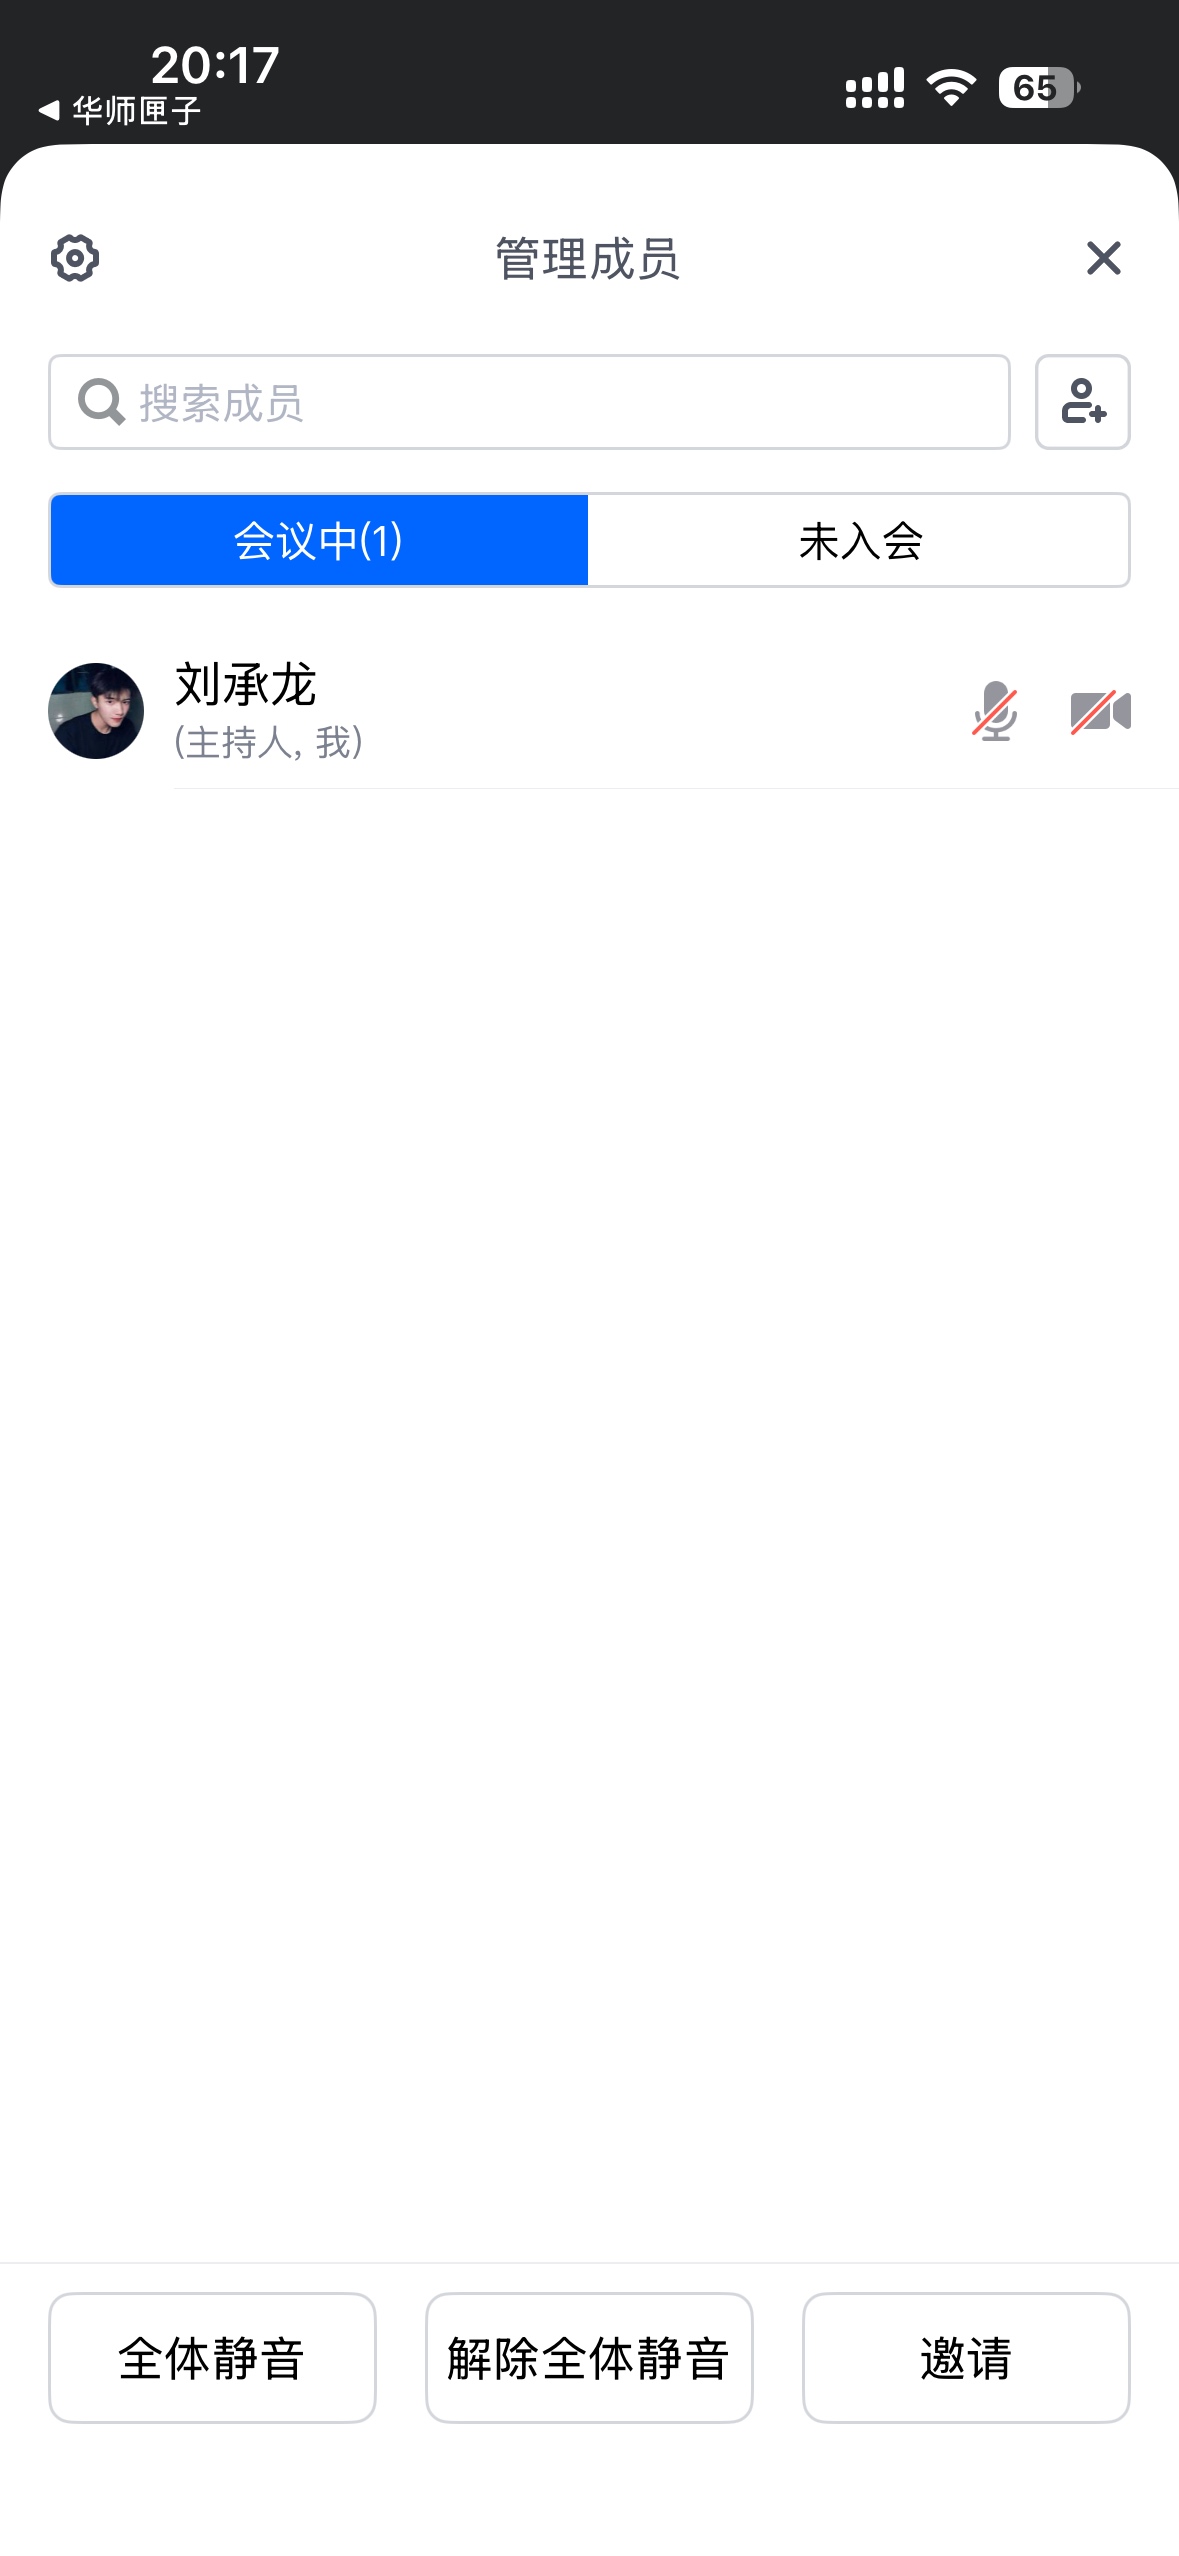 20:17
华师匣子
65
管理成员
搜索成员
会议中(1)
未入会
刘承龙
(主持人, 我)
全体静音
解除全体静音
邀请